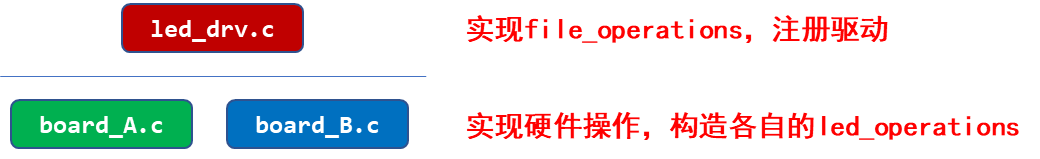 led_drv.c
实现file_operations，注册驱动
board_A.c
board_B.c
实现硬件操作，构造各自的led_operations